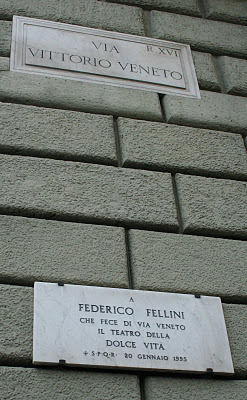 VIA R. XVI
VITTORIO VENETO
A
FEDERICO FELLINI
CHE FECE DI VIA VENETO
IL TEATRO DELLA
DOLCE VITA
+ S·P·Q·R· 20 GENNAIO 1995